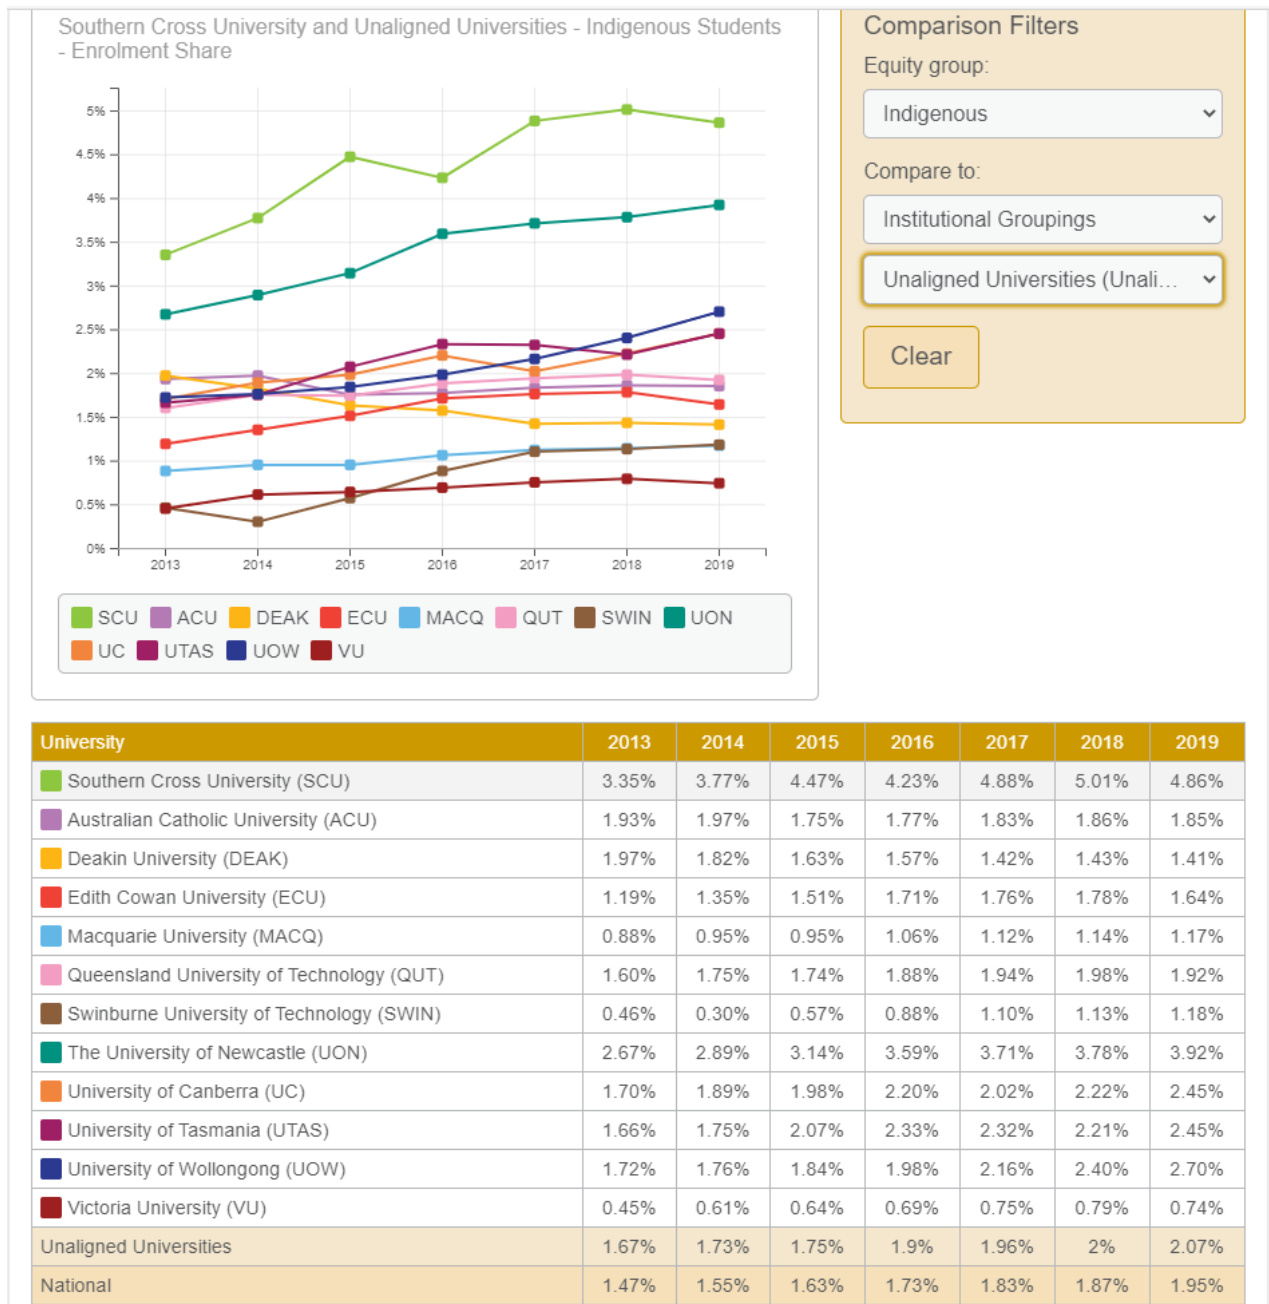 Southern Cross University and Unaligned Universities - Indigenous Students
- Enrolment Share
5%
4.5%
4%
3.5%
3%
2.5%
2%
1.5%
1%
0.5%
0%
2013 2014 2015 2016 2017 2018 2019
SCU ACU DEAK ECU MACQ QUT SWIN UON
UC UTAS UOW VU
Comparison Filters
Equity group:
Indigenous
Compare to:
Institutional Groupings
Unaligned Universities (Unali...
Clear
University 2013 2014 2015 2016 2017 2018 2019
Southern Cross University (SCU) 3.35% 3.77% 4.47% 4.23% 4.88% 5.01% 4.86%
Australian Catholic University (ACU) 1.93% 1.97% 1.75% 1.77% 1.83% 1.86% 1.85%
Deakin University (DEAK) 1.97% 1.82% 1.63% 1.57% 1.42% 1.43% 1.41%
Edith Cowan University (ECU) 1.19% 1.35% 1.51% 1.71% 1.76% 1.78% 1.64%
Macquarie University (MACQ) 0.88% 0.95% 0.95% 1.06% 1.12% 1.14% 1.17%
Queensland University of Technology (QUT) 1.60% 1.75% 1.74% 1.88% 1.94% 1.98% 1.92%
Swinburne University of Technology (SWIN) 0.46% 0.30% 0.57% 0.88% 1.10% 1.13% 1.18%
The University of Newcastle (UON) 2.67% 2.89% 3.14% 3.59% 3.71% 3.78% 3.92%
University of Canberra (UC) 1.70% 1.89% 1.98% 2.20% 2.02% 2.22% 2.45%
University of Tasmania (UTAS) 1.66% 1.75% 2.07% 2.33% 2.32% 2.21% 2.45%
University of Wollongong (UOW) 1.72% 1.76% 1.84% 1.98% 2.16% 2.40% 2.70%
Victoria University (VU) 0.45% 0.61% 0.64% 0.69% 0.75% 0.79% 0.74%
Unaligned Universities 1.67% 1.73% 1.75% 1.9% 1.96% 2% 2.07%
National 1.47% 1.55% 1.63% 1.73% 1.83% 1.87% 1.95%